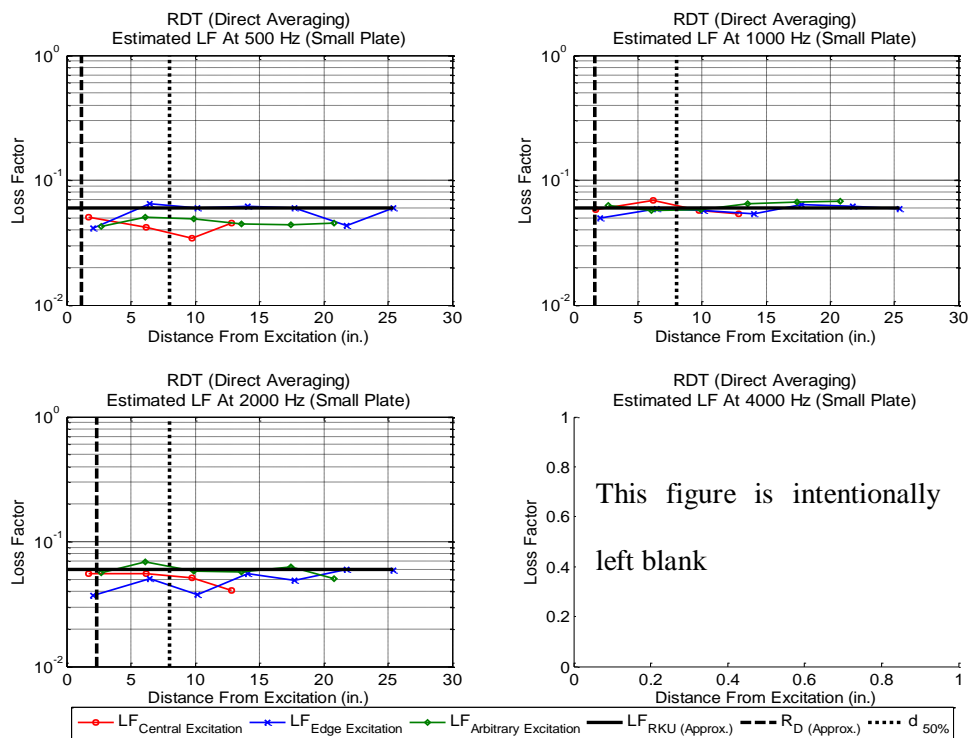 RDT (Direct Averaging)
Estimated LF At 500 Hz (Small Plate)
10^0
10^-1
10^-2
Loss Factor
0 5 10 15 20 25 30
Distance From Excitation (in.)
RDT (Direct Averaging)
Estimated LF At 1000 Hz (Small Plate)
10^0
10^-1
10^-2
Loss Factor
0 5 10 15 20 25 30
Distance From Excitation (in.)
RDT (Direct Averaging)
Estimated LF At 2000 Hz (Small Plate)
10^0
10^-1
10^-2
Loss Factor
0 5 10 15 20 25 30
Distance From Excitation (in.)
RDT (Direct Averaging)
Estimated LF At 4000 Hz (Small Plate)
1
0.8
0.6
0.4
0.2
0
Loss Factor
This figure is intentionally
left blank
0 0.2 0.4 0.6 0.8 1
Distance From Excitation (in.)
LF Central Excitation LF Edge Excitation LF Arbitrary Excitation LF RKU (Approx.) R D (Approx.) d 50%